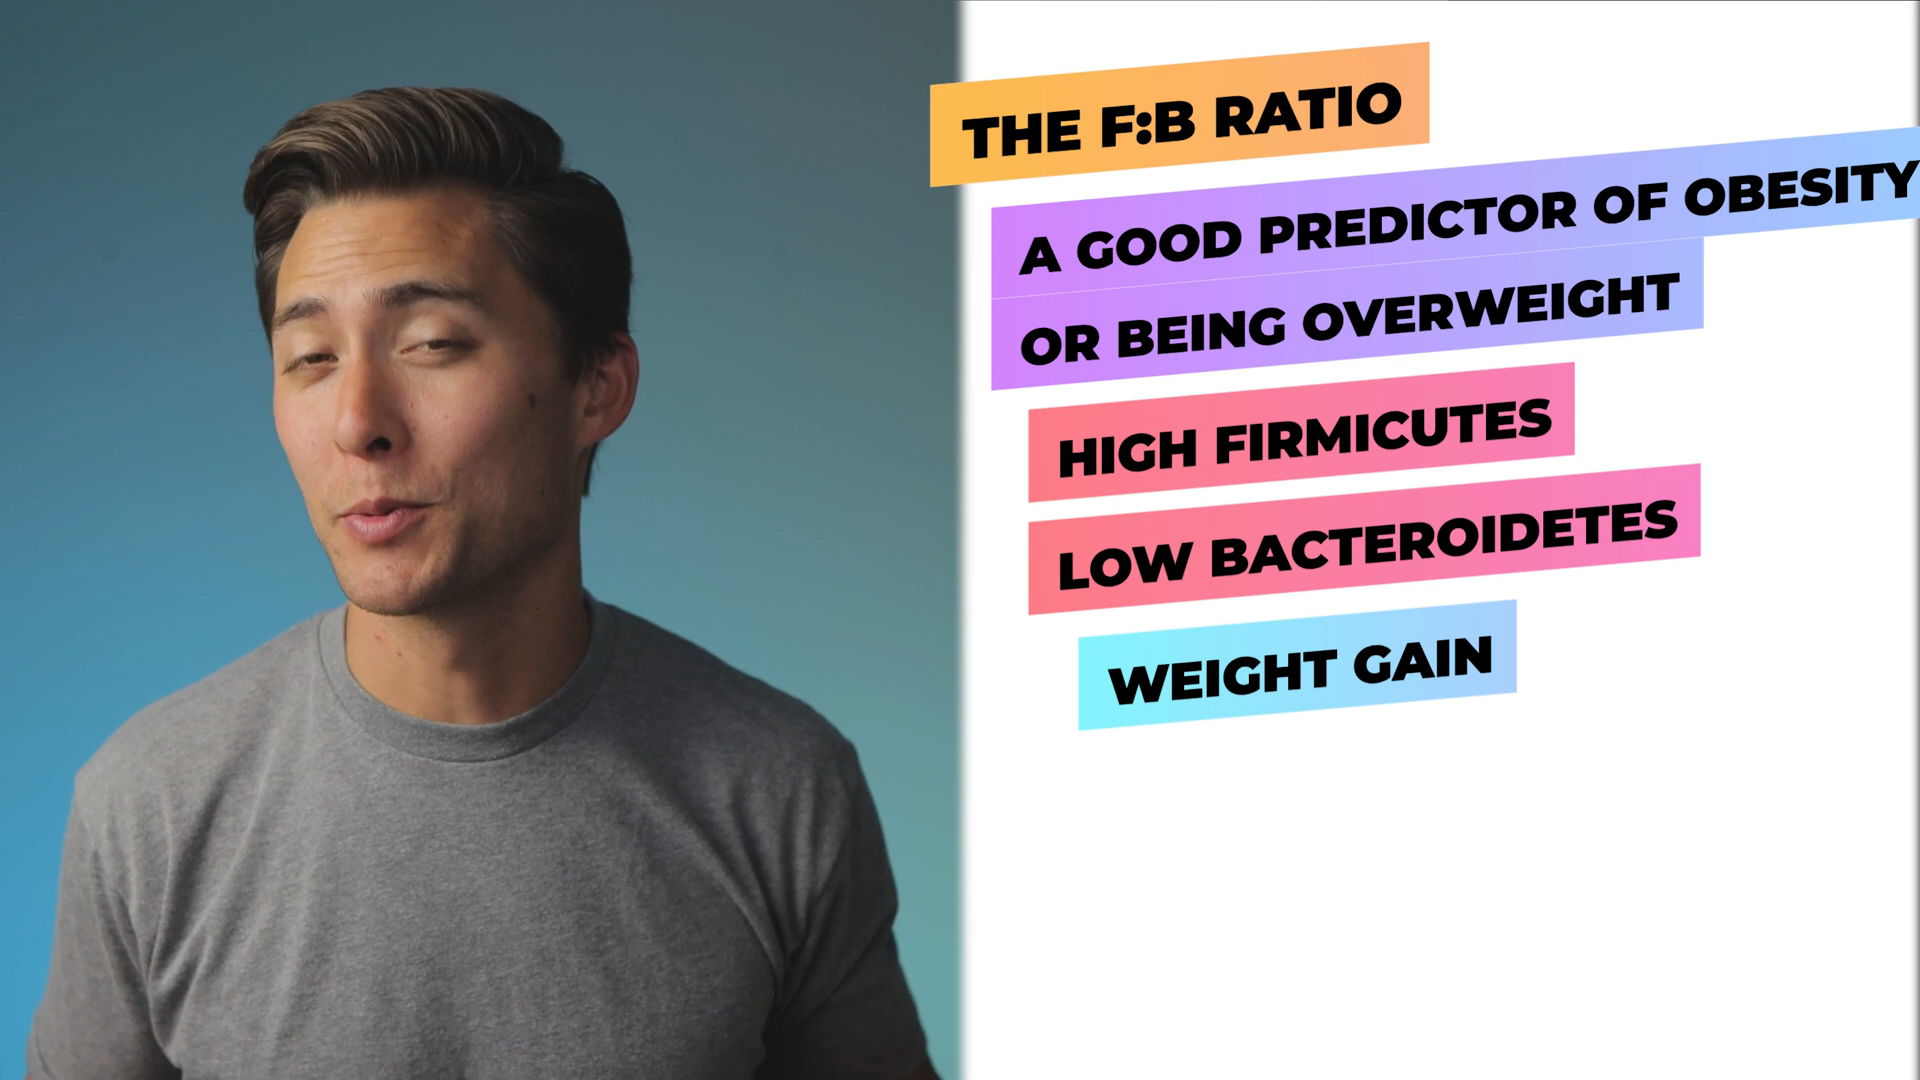 THE F:B RATIO
A GOOD PREDICTOR OF OBESITY
OR BEING OVERWEIGHT
HIGH FIRMICUTES
LOW BACTEROIDETES
WEIGHT GAIN